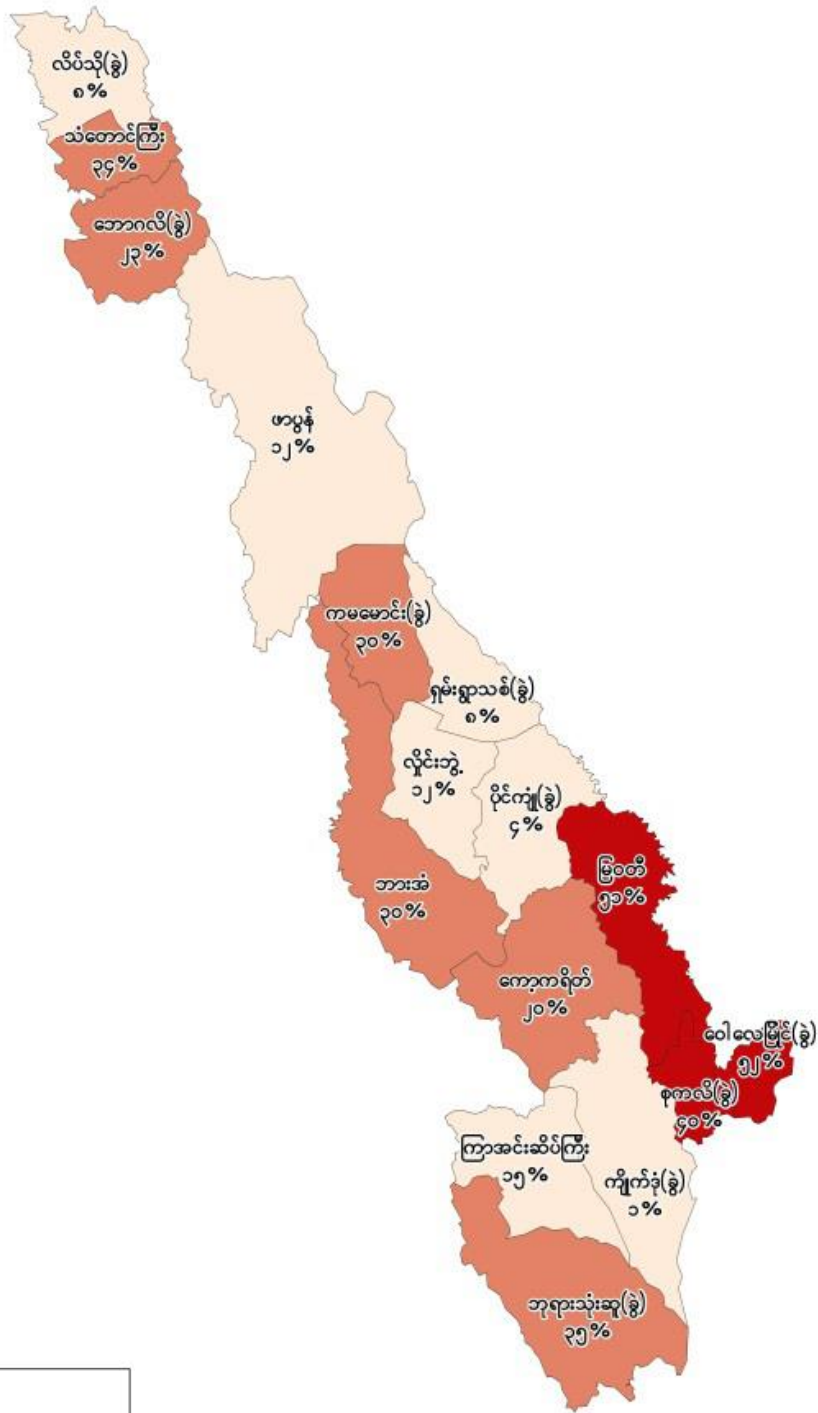 လိပ်သို(ခွဲ)
၈%
သံတောင်ကြီး
၃၄%
ဘောဂလိ(ခွဲ)
၂၃%
ဖာပွန်
၁၂%
ကမမောင်း(ခွဲ)
၃၀%
ရှမ်းရွာသစ်(ခွဲ)
၈%
လှိုင်းဘွဲ့
၁၂%
ပိုင်ကျုံ(ခွဲ)
၄%
မြဝတီ
၅၁%
ဘားအံ
၃၀%
ကော့ကရိတ်
၂၀%
ဝေါလေမြိုင်(ခွဲ)
၅၂%
စုကလိ(ခွဲ)
၄၀%
ကြာအင်းဆိပ်ကြီး
၁၅%
ကျိုက်ဒုံ(ခွဲ)
၁%
ဘုရားသုံးဆူ(ခွဲ)
၃၅%